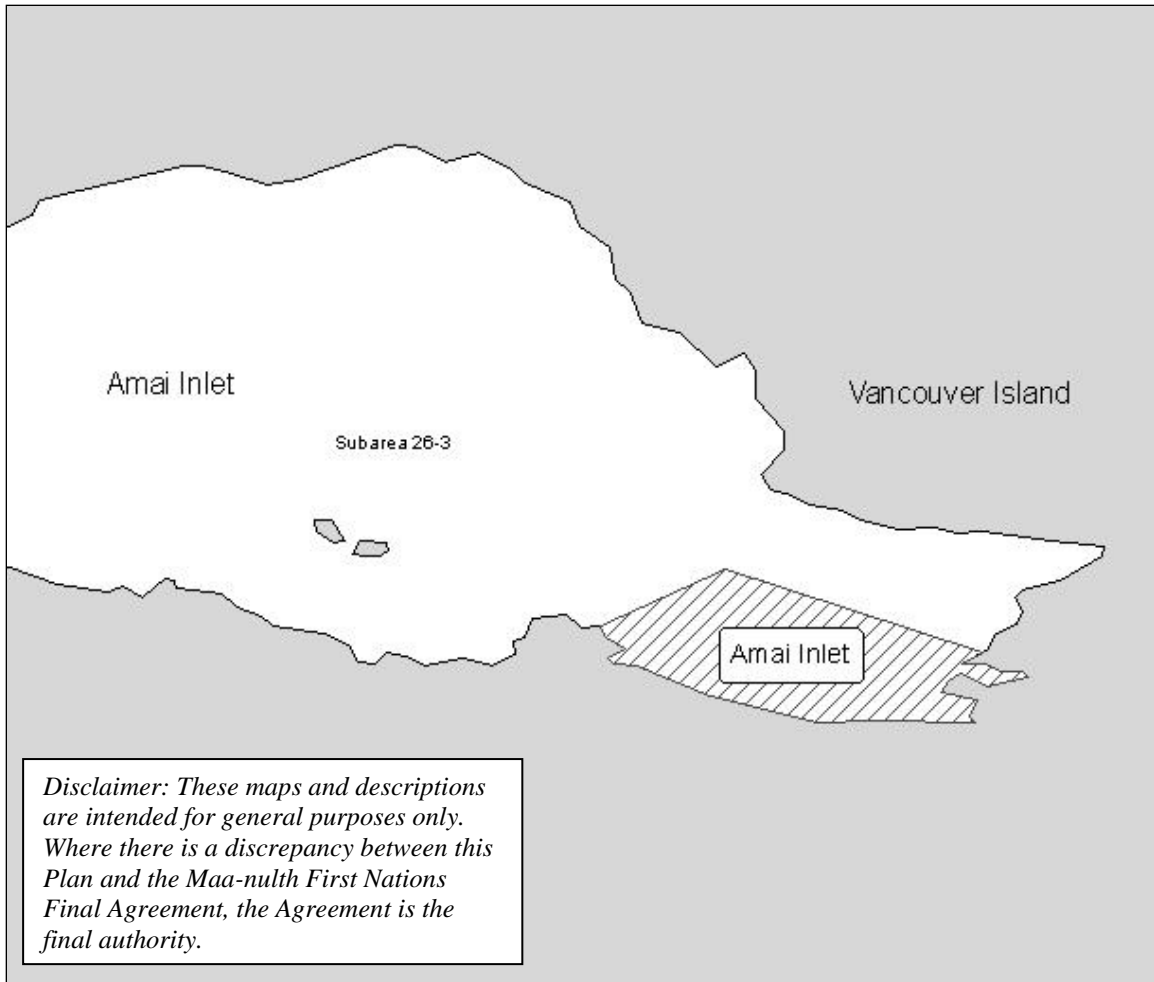 Amai Inlet
Vancouver Island
Subarea 26-3
Amai Inlet
Disclaimer: These maps and descriptions
are intended for general purposes only.
Where there is a discrepancy between this
Plan and the Maa-nulth First Nations
Final Agreement, the Agreement is the
final authority.